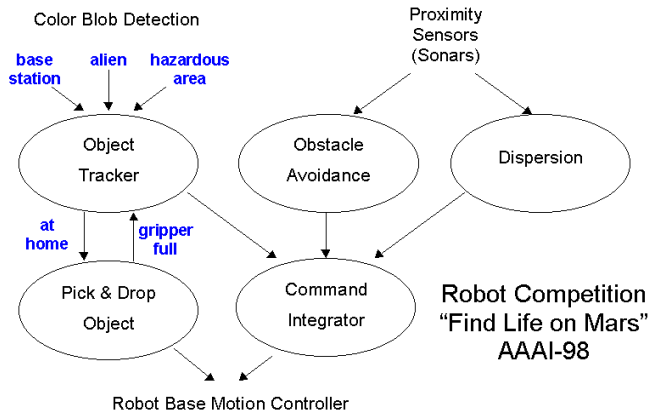 Color Blob Detection
Proximity
Sensors
(Sonars)
base
station
alien
hazardous
area
Object
Tracker
Obstacle
Avoidance
Dispersion
at
home
gripper
full
Pick & Drop
Object
Command
Integrator
Robot Competition
“Find Life on Mars”
AAAI-98
Robot Base Motion Controller